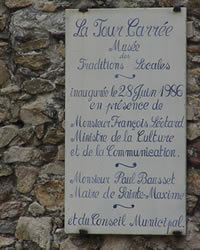 La Tour Carrée
Musée
des
Traditions Locales
inaugurée le 28 Juin 1986
en présence de
Monsieur François Léotard
Ministre de la Culture
et de la Communication.
Monsieur Paul Bausset
Maire de Sainte-Maxime
et du Conseil Municipal